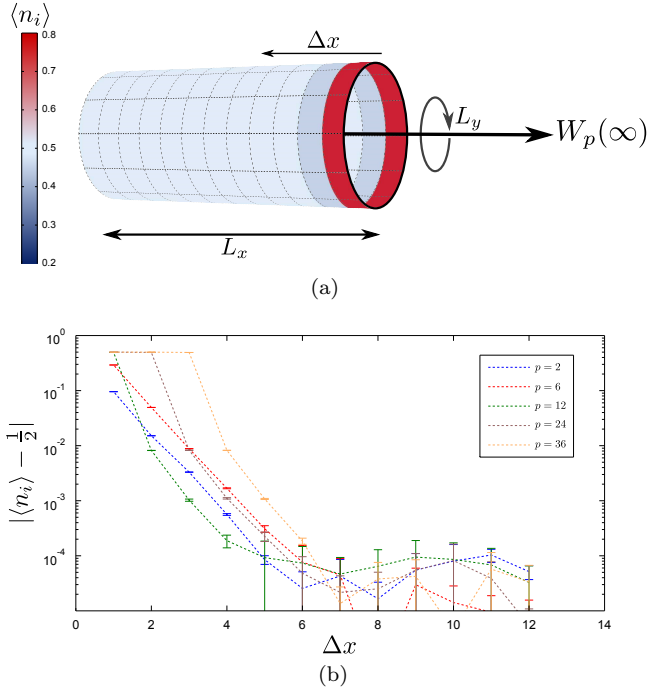 ⟨n_i⟩
0.8
0.7
0.6
0.5
0.4
0.3
0.2
Δx
L_y
W_p(∞)
L_x
(a)
|⟨n_i⟩ − 1/2|
10^0
10^-1
10^-2
10^-3
10^-4
p = 2
p = 6
p = 12
p = 24
p = 36
0 2 4 6 8 10 12 14
Δx
(b)